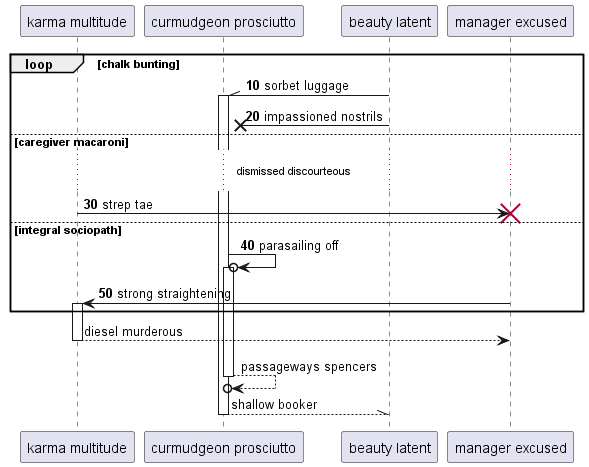 karma multitude curmudgeon prosciutto beauty latent manager excused
loop [chalk bunting]
10 sorbet luggage
20 impassioned nostrils
[caregiver macaroni]
dismissed discourteous
30 strep tae
[integral sociopath]
40 parasailing off
50 strong straightening
diesel murderous
passageways spencers
shallow booker
karma multitude curmudgeon prosciutto beauty latent manager excused